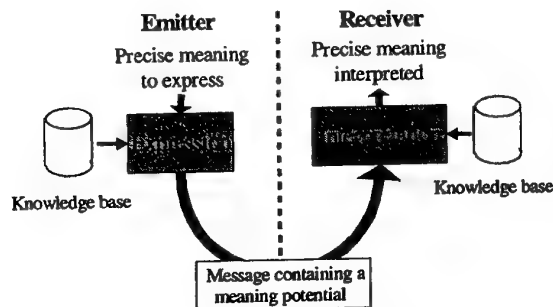 Emitter
Precise meaning
to express
Knowledge base
Receiver
Precise meaning
interpreted
Knowledge base
Message containing a
meaning potential